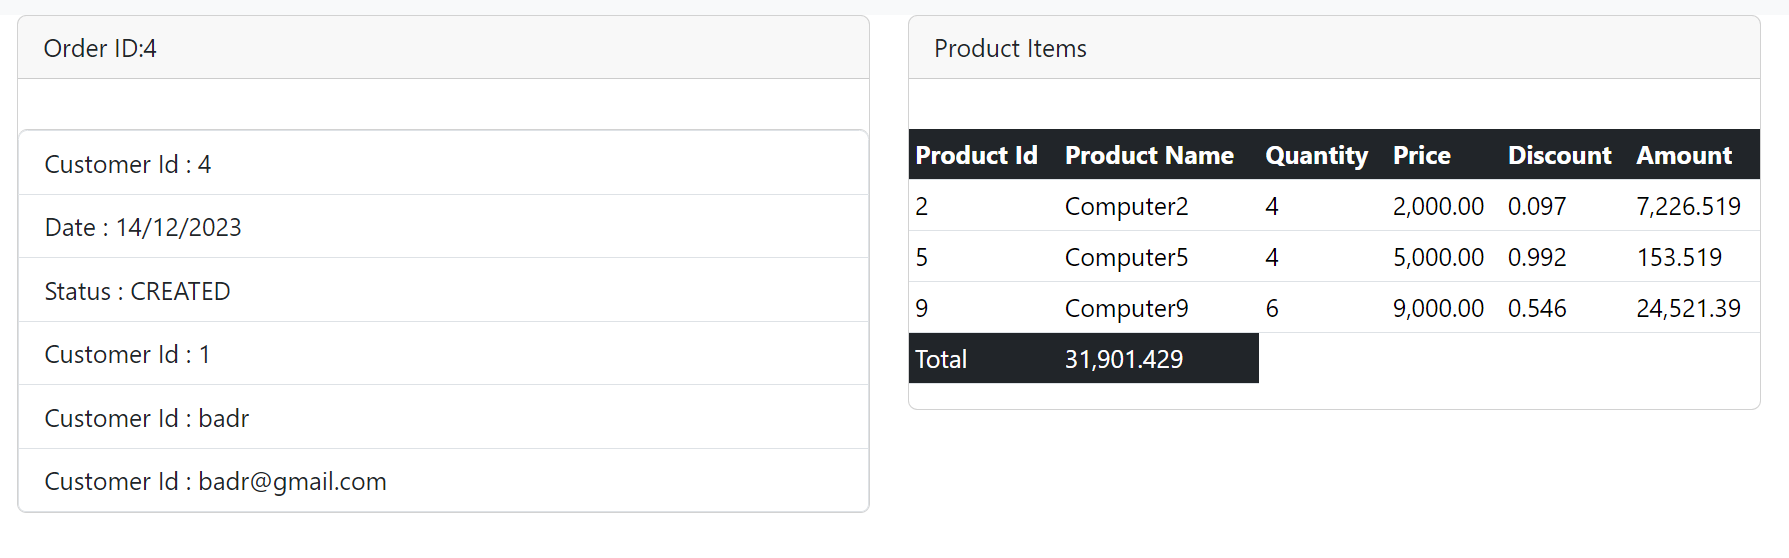 Order ID:4
Customer Id : 4
Date : 14/12/2023
Status : CREATED
Customer Id : 1
Customer Id : badr
Customer Id : badr@gmail.com
Product Items
Product Id Product Name Quantity Price Discount Amount
2 Computer2 4 2,000.00 0.097 7,226.519
5 Computer5 4 5,000.00 0.992 153.519
9 Computer9 6 9,000.00 0.546 24,521.39
Total 31,901.429